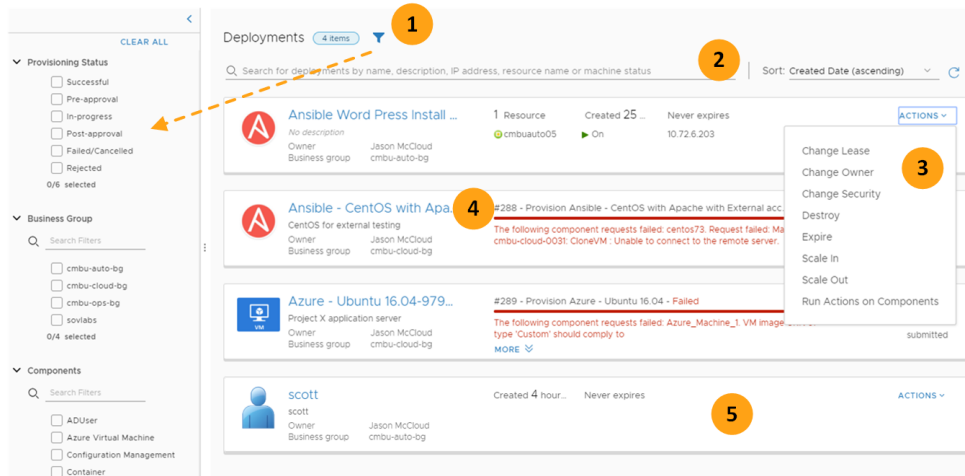 CLEAR ALL
Provisioning Status
Successful
Pre-approval
In-progress
Post-approval
Failed/Cancelled
Rejected
0/6 selected
Business Group
Search Filters
cmbu-auto-bg
cmbu-cloud-bg
cmbu-ops-bg
sovlabs
0/4 selected
Components
Search Filters
ADUser
Azure Virtual Machine
Configuration Management
Container
Deployments 4 items 1
Search for deployments by name, description, IP address, resource name or machine status 2 Sort: Created Date (ascending)
Ansible Word Press Install ... 1 Resource Created 25 ... Never expires ACTIONS
No description cmbuauto05 On 10.72.6.203
Owner Jason McCloud
Business group cmbu-auto-bg
Change Lease
Change Owner 3
Change Security
Destroy
Expire
Scale In
Scale Out
Run Actions on Components
Ansible - CentOS with Apa... 4 #288 - Provision Ansible - CentOS with Apache with External acc...
CentOS for external testing The following component requests failed: centos73. Request failed: Ma
Owner Jason McCloud cmbu-cloud-0031: CloneVM : Unable to connect to the remote server.
Business group cmbu-cloud-bg
Azure - Ubuntu 16.04-979... #289 - Provision Azure - Ubuntu 16.04 - Failed
VM
Project X application server The following component requests failed: Azure_Machine_1. VM image
Owner Jason McCloud type 'Custom' should comply to submitted
Business group cmbu-cloud-bg MORE
scott Created 4 hour... Never expires ACTIONS
scott 5
Owner Jason McCloud
Business group cmbu-auto-bg